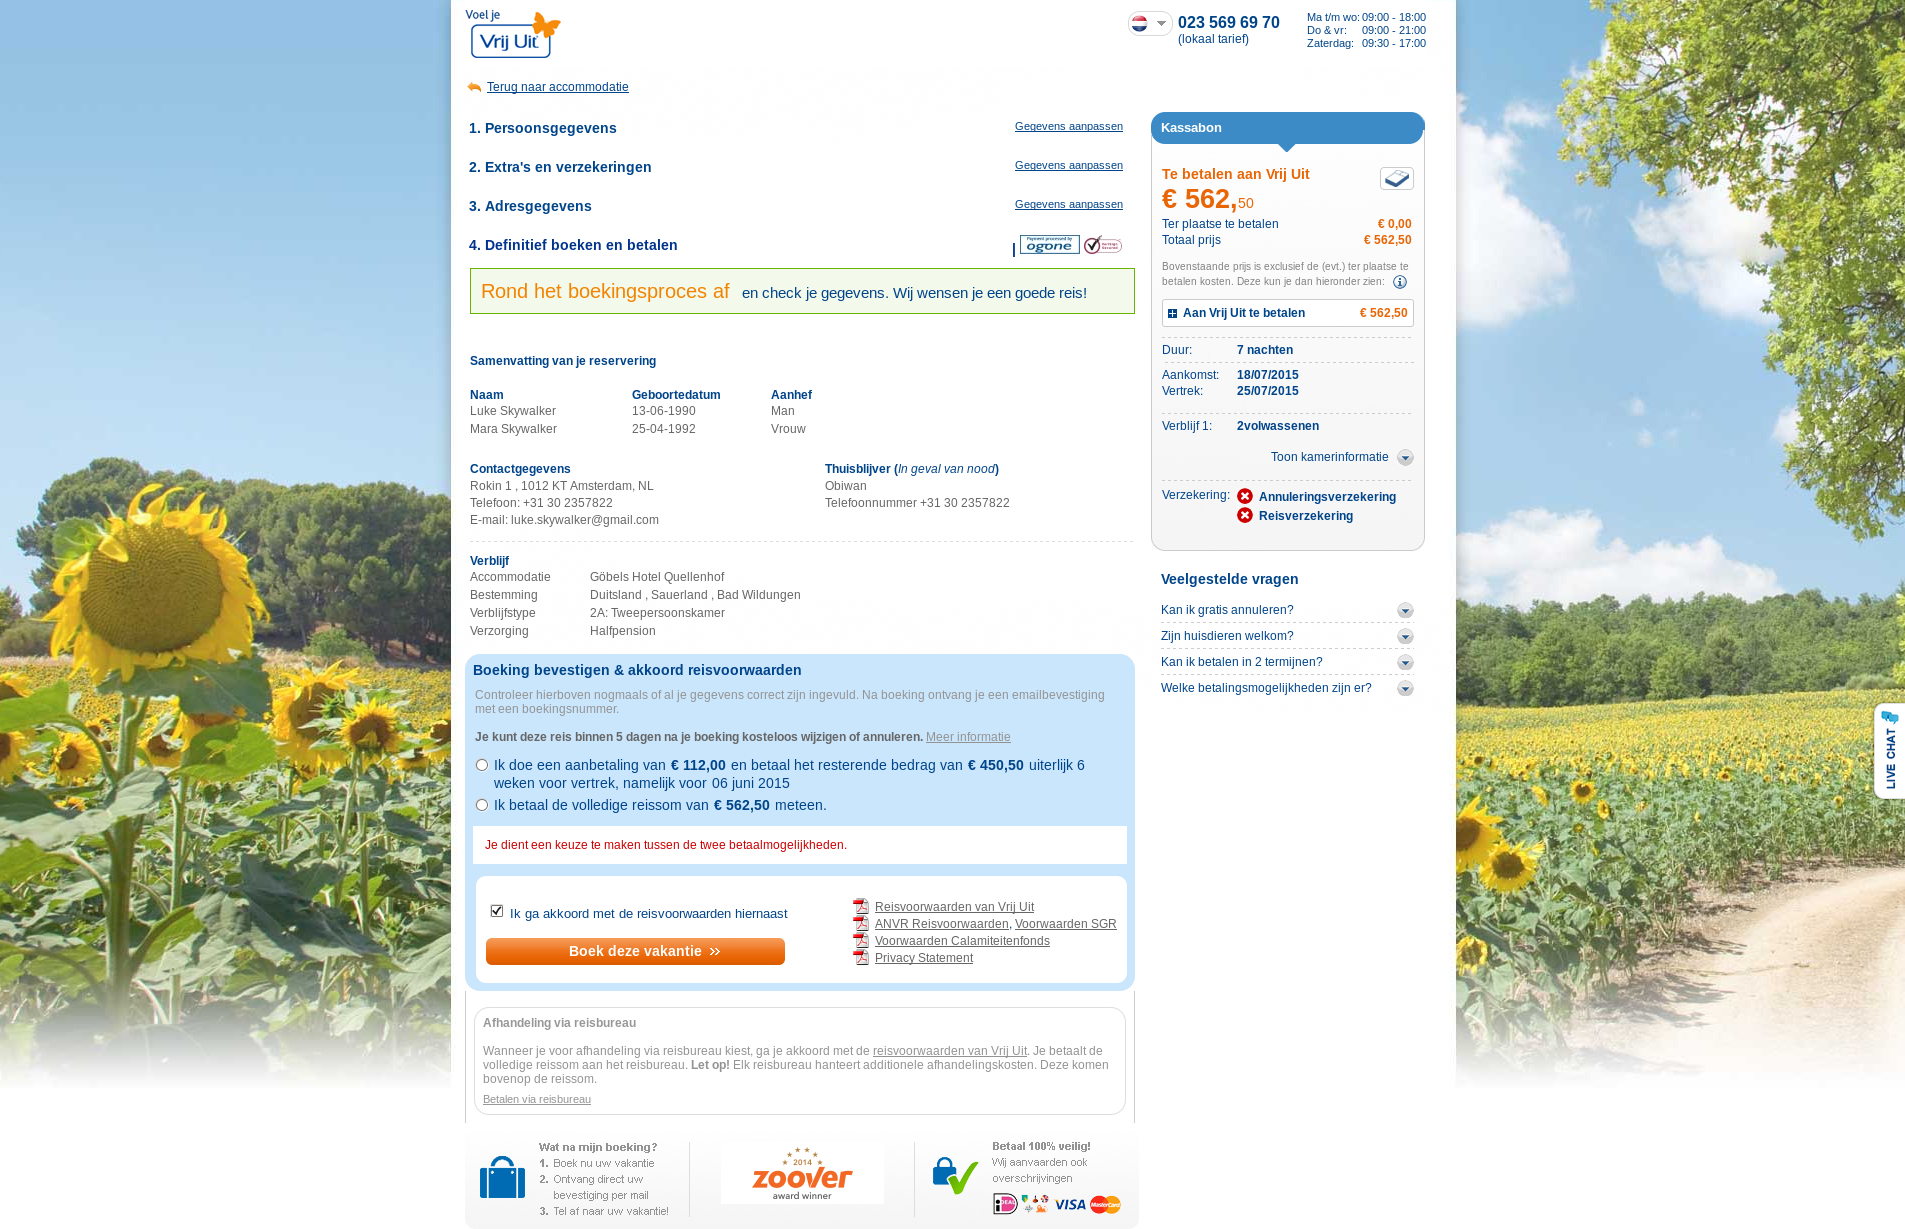 Voel je
Vrij Uit
023 569 69 70
(lokaal tarief)
Ma t/m wo: 09:00 - 18:00
Do & vr: 09:00 - 21:00
Zaterdag: 09:30 - 17:00
Terug naar accommodatie
1. Persoonsgegevens
Gegevens aanpassen
2. Extra's en verzekeringen
Gegevens aanpassen
3. Adresgegevens
Gegevens aanpassen
4. Definitief boeken en betalen
Payment processed by
ogone
Rond het boekingsproces af en check je gegevens. Wij wensen je een goede reis!
Samenvatting van je reservering
Naam Geboortedatum Aanhef
Luke Skywalker 13-06-1990 Man
Mara Skywalker 25-04-1992 Vrouw
Contactgegevens
Rokin 1 , 1012 KT Amsterdam, NL
Telefoon: +31 30 2357822
E-mail: luke.skywalker@gmail.com
Thuisblijver (In geval van nood)
Obiwan
Telefoonnummer +31 30 2357822
Verblijf
Accommodatie Göbels Hotel Quellenhof
Bestemming Duitsland , Sauerland , Bad Wildungen
Verblijfstype 2A: Tweepersoonskamer
Verzorging Halfpension
Boeking bevestigen & akkoord reisvoorwaarden
Controleer hierboven nogmaals of al je gegevens correct zijn ingevuld. Na boeking ontvang je een emailbevestiging
met een boekingsnummer.
Je kunt deze reis binnen 5 dagen na je boeking kosteloos wijzigen of annuleren. Meer informatie
Ik doe een aanbetaling van € 112,00 en betaal het resterende bedrag van € 450,50 uiterlijk 6
weken voor vertrek, namelijk voor 06 juni 2015
Ik betaal de volledige reissom van € 562,50 meteen.
Je dient een keuze te maken tussen de twee betaalmogelijkheden.
Ik ga akkoord met de reisvoorwaarden hiernaast
Boek deze vakantie
Reisvoorwaarden van Vrij Uit
ANVR Reisvoorwaarden, Voorwaarden SGR
Voorwaarden Calamiteitenfonds
Privacy Statement
Afhandeling via reisbureau
Wanneer je voor afhandeling via reisbureau kiest, ga je akkoord met de reisvoorwaarden van Vrij Uit. Je betaalt de
volledige reissom aan het reisbureau. Let op! Elk reisbureau hanteert additionele afhandelingskosten. Deze komen
bovenop de reissom.
Betalen via reisbureau
Wat na mijn boeking?
1. Boek nu uw vakantie
2. Ontvang direct uw
bevestiging per mail
3. Tel af naar uw vakantie!
2014
zoover
award winner
Betaal 100% veilig!
Wij aanvaarden ook
overschrijvingen
iDEAL
VISA
MasterCard
Kassabon
Te betalen aan Vrij Uit
€ 562,50
Ter plaatse te betalen € 0,00
Totaal prijs € 562,50
Bovenstaande prijs is exclusief de (evt.) ter plaatse te
betalen kosten. Deze kun je dan hieronder zien:
Aan Vrij Uit te betalen € 562,50
Duur: 7 nachten
Aankomst: 18/07/2015
Vertrek: 25/07/2015
Verblijf 1: 2volwassenen
Toon kamerinformatie
Verzekering: Annuleringsverzekering
Reisverzekering
Veelgestelde vragen
Kan ik gratis annuleren?
Zijn huisdieren welkom?
Kan ik betalen in 2 termijnen?
Welke betalingsmogelijkheden zijn er?
LIVE CHAT